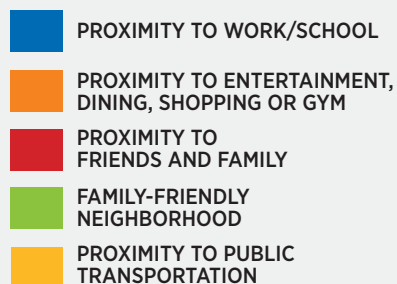 PROXIMITY TO WORK/SCHOOL
PROXIMITY TO ENTERTAINMENT,
DINING, SHOPPING OR GYM
PROXIMITY TO
FRIENDS AND FAMILY
FAMILY-FRIENDLY
NEIGHBORHOOD
PROXIMITY TO PUBLIC
TRANSPORTATION